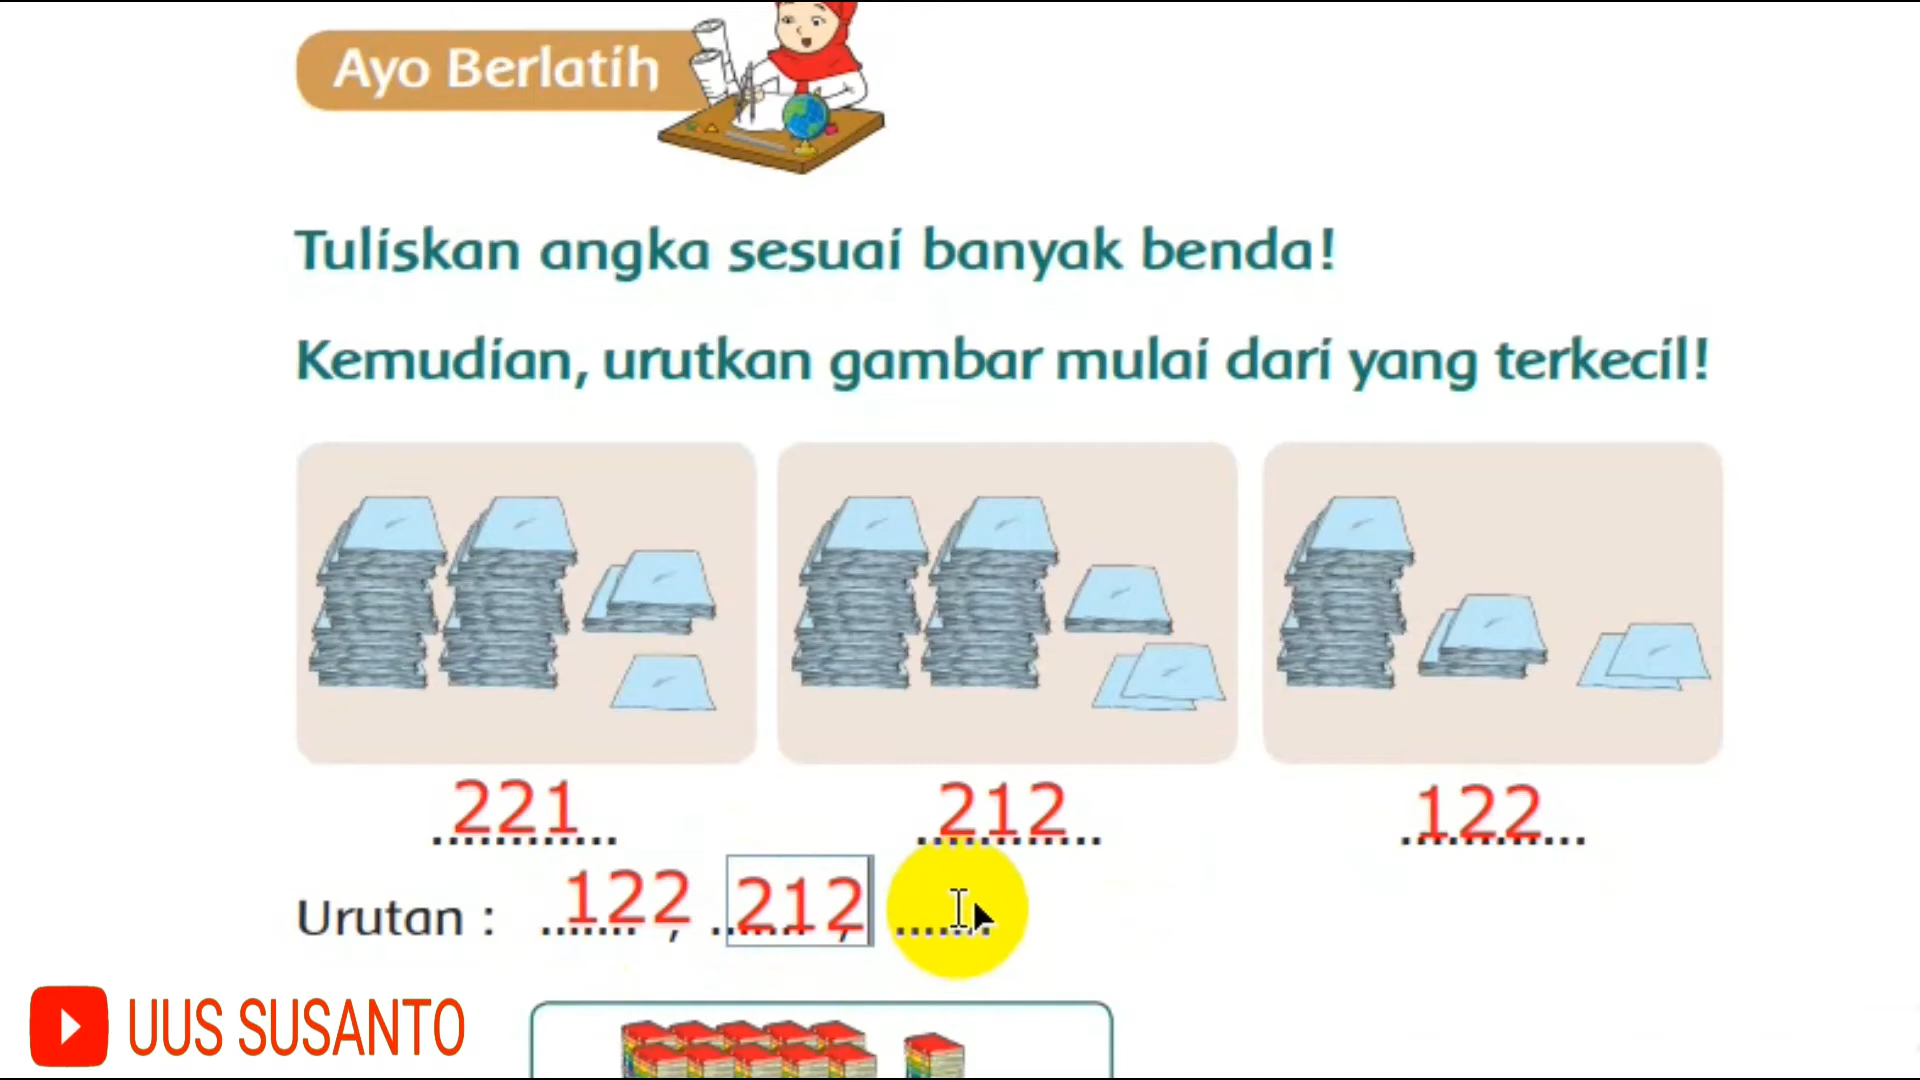 Ayo Berlatih
Tuliskan angka sesuai banyak benda!
Kemudian, urutkan gambar mulai dari yang terkecil!
221 212 122
Urutan : 122 , 212 , .......
UUS SUSANTO